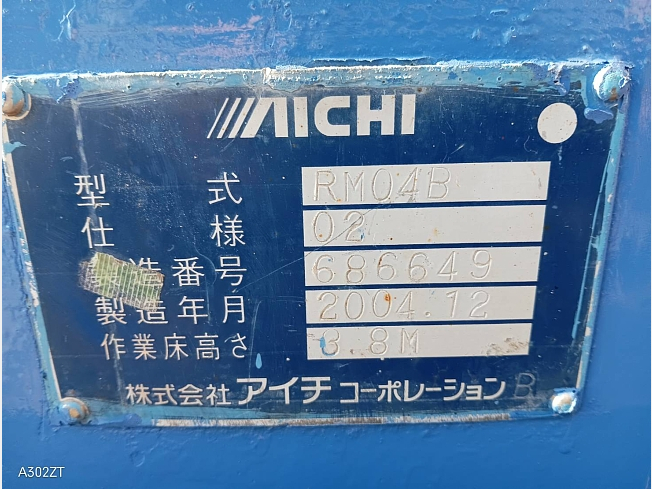 AICHI
型式 RM04B
仕様 02
造番号 686649
製造年月 2004.12
作業床高さ 3.8M
株式会社 アイチ コーポレーション B
A302ZT